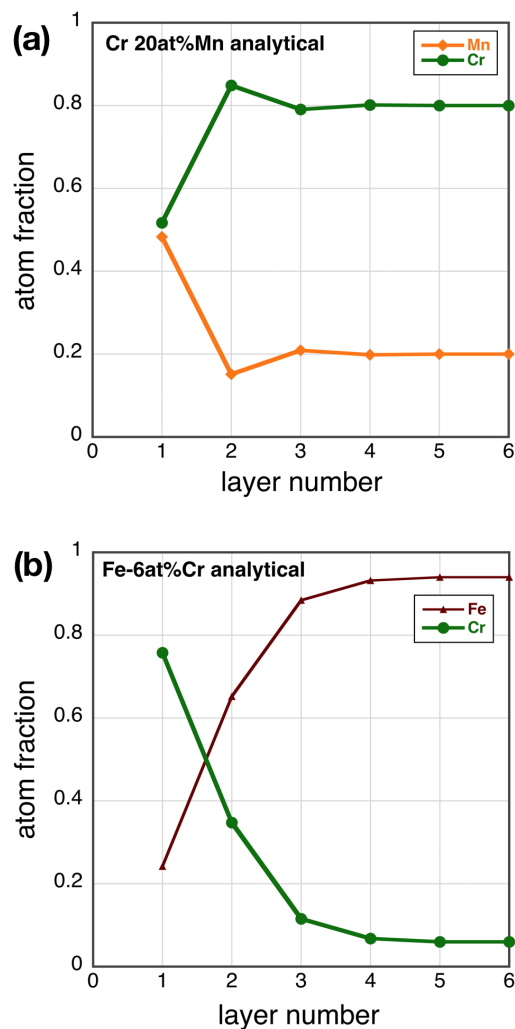 (a)
Cr 20at%Mn analytical
Mn
Cr
1
0.8
0.6
0.4
0.2
0
atom fraction
0 1 2 3 4 5 6
layer number
(b)
Fe-6at%Cr analytical
Fe
Cr
1
0.8
0.6
0.4
0.2
0
atom fraction
0 1 2 3 4 5 6
layer number